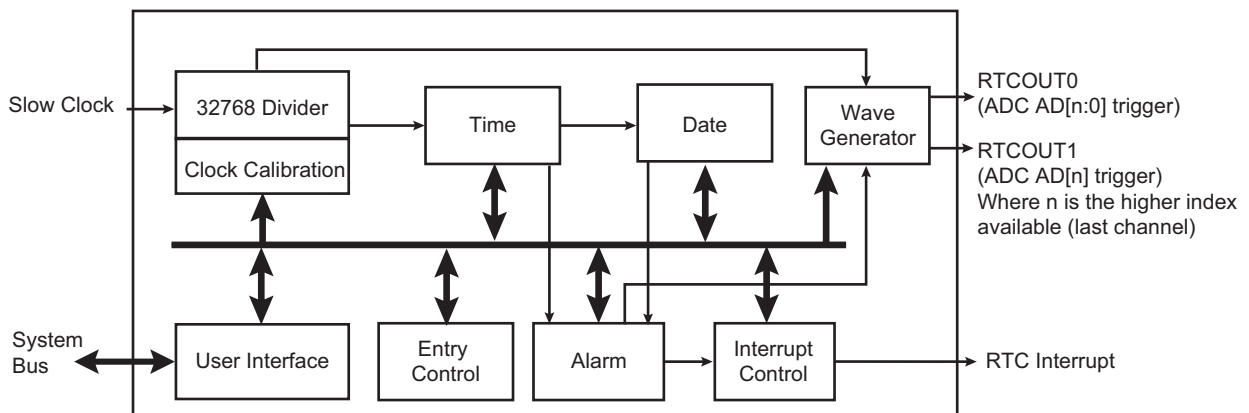 Slow Clock
32768 Divider
Clock Calibration
Time
Date
Wave
Generator
RTCOUT0
(ADC AD[n:0] trigger)
RTCOUT1
(ADC AD[n] trigger)
Where n is the higher index
available (last channel)
System
Bus
User Interface
Entry
Control
Alarm
Interrupt
Control
RTC Interrupt